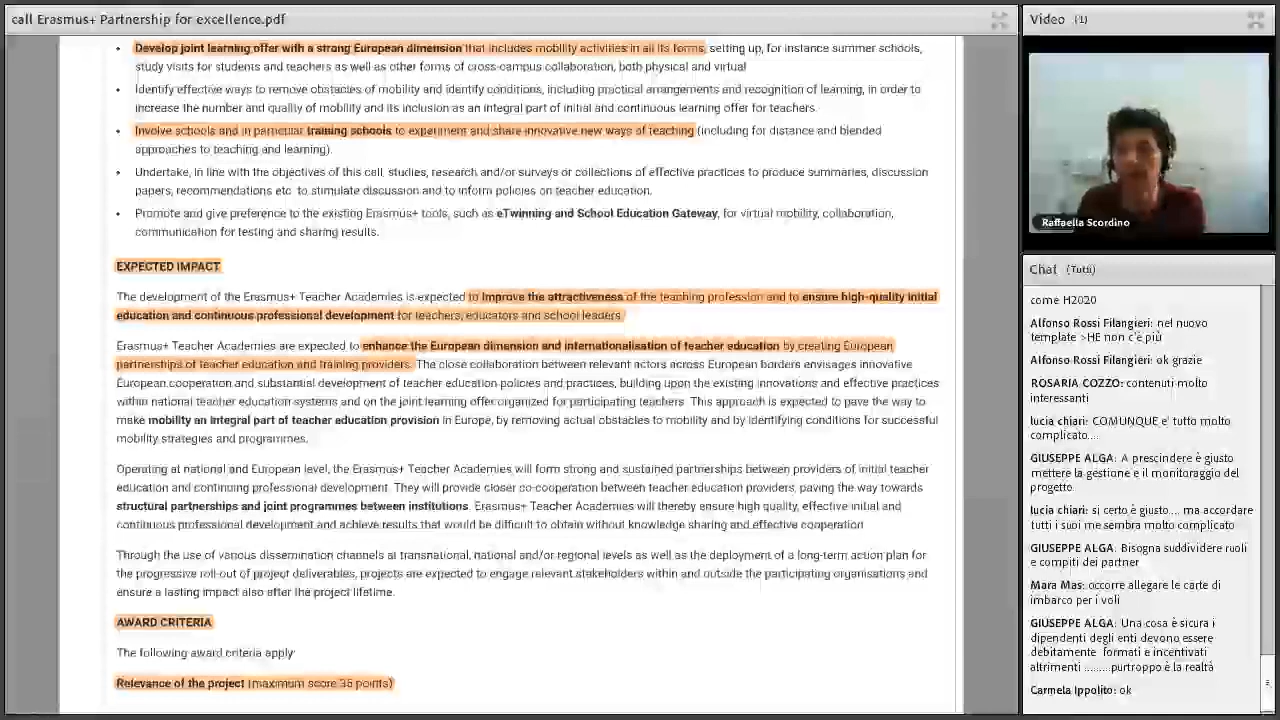 call Erasmus+ Partnership for excellence.pdf
• Develop joint learning offer with a strong European dimension that includes mobility activities in all its forms, setting up, for instance summer schools,
study visits for students and teachers as well as other forms of cross-campus collaboration, both physical and virtual
• Identify effective ways to remove obstacles of mobility and identify conditions, including practical arrangements and recognition of learning, in order to
increase the number and quality of mobility and its inclusion as an integral part of initial and continuous learning offer for teachers.
• Involve schools and in particular training schools to experiment and share innovative new ways of teaching (including for distance and blended
approaches to teaching and learning).
• Undertake, in line with the objectives of this call, studies, research and/or surveys or collections of effective practices to produce summaries, discussion
papers, recommendations etc. to stimulate discussion and to inform policies on teacher education.
• Promote and give preference to the existing Erasmus+ tools, such as eTwinning and School Education Gateway, for virtual mobility, collaboration,
communication for testing and sharing results.
EXPECTED IMPACT
The development of the Erasmus+ Teacher Academies is expected to improve the attractiveness of the teaching profession and to ensure high-quality initial
education and continuous professional development for teachers, educators and school leaders.
Erasmus+ Teacher Academies are expected to enhance the European dimension and internationalisation of teacher education by creating European
partnerships of teacher education and training providers. The close collaboration between relevant actors across European borders envisages innovative
European cooperation and substantial development of teacher education policies and practices, building upon the existing innovations and effective practices
within national teacher education systems and on the joint learning offer organized for participating teachers. This approach is expected to pave the way to
make mobility an integral part of teacher education provision in Europe, by removing actual obstacles to mobility and by identifying conditions for successful
mobility strategies and programmes.
Operating at national and European level, the Erasmus+ Teacher Academies will form strong and sustained partnerships between providers of initial teacher
education and continuing professional development. They will provide closer co-cooperation between teacher education providers, paving the way towards
structural partnerships and joint programmes between institutions. Erasmus+ Teacher Academies will thereby ensure high quality, effective initial and
continuous professional development and achieve results that would be difficult to obtain without knowledge sharing and effective cooperation
Through the use of various dissemination channels at transnational, national and/or regional levels as well as the deployment of a long-term action plan for
the progressive roll-out of project deliverables, projects are expected to engage relevant stakeholders within and outside the participating organisations and
ensure a lasting impact also after the project lifetime.
AWARD CRITERIA
The following award criteria apply:
Relevance of the project (maximum score 35 points)
Video (1)
Raffaella Scordino
Chat (Tutti)
come H2020
Alfonso Rossi Filangieri: nel nuovo
template >HE non c'è più
Alfonso Rossi Filangieri: ok grazie
ROSARIA COZZO: contenuti molto
interessanti
lucia chiari: COMUNQUE e' tutto molto
complicato....
GIUSEPPE ALGA: A prescindere è giusto
mettere la gestione e il monitoraggio del
progetto
lucia chiari: si certo è giusto.... ma accordare
tutti i suoi me sembra molto complicato
GIUSEPPE ALGA: Bisogna suddividere ruoli
e compiti dei partner
Mara Mas: occorre allegare le carte di
imbarco per i voli
GIUSEPPE ALGA: Una cosa è sicura i
dipendenti degli enti devono essere
debitamente formati e incentivati
altrimenti .........purtroppo è la realtà
Carmela Ippolito: ok